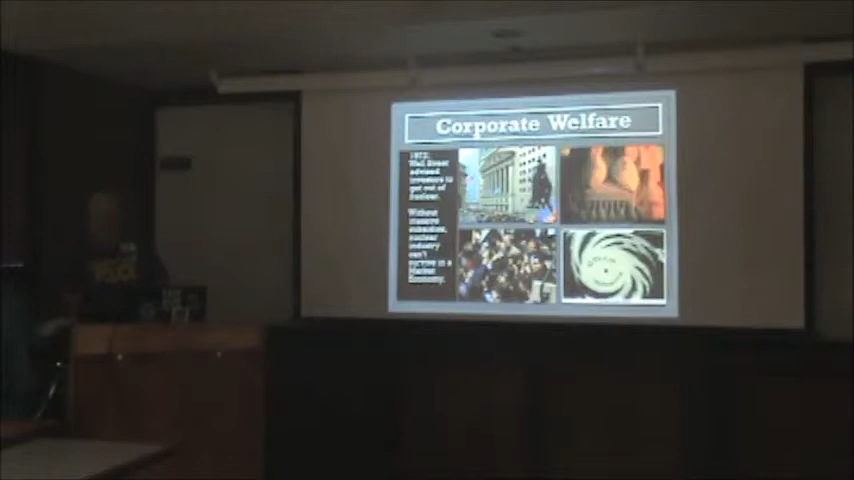 Corporate Welfare
Wall Street
advised
investors to
get out of
nuclear.
Without
massive
subsidies,
nuclear
industry
can't
survive in a
Market
Economy.